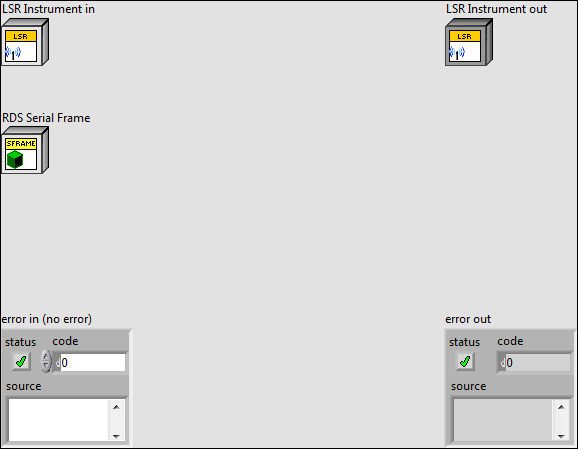 LSR Instrument in
LSR Instrument out
LSR
LSR
RDS Serial Frame
SFRAME
error in (no error)
error out
status code
status code
d 0
d 0
source
source